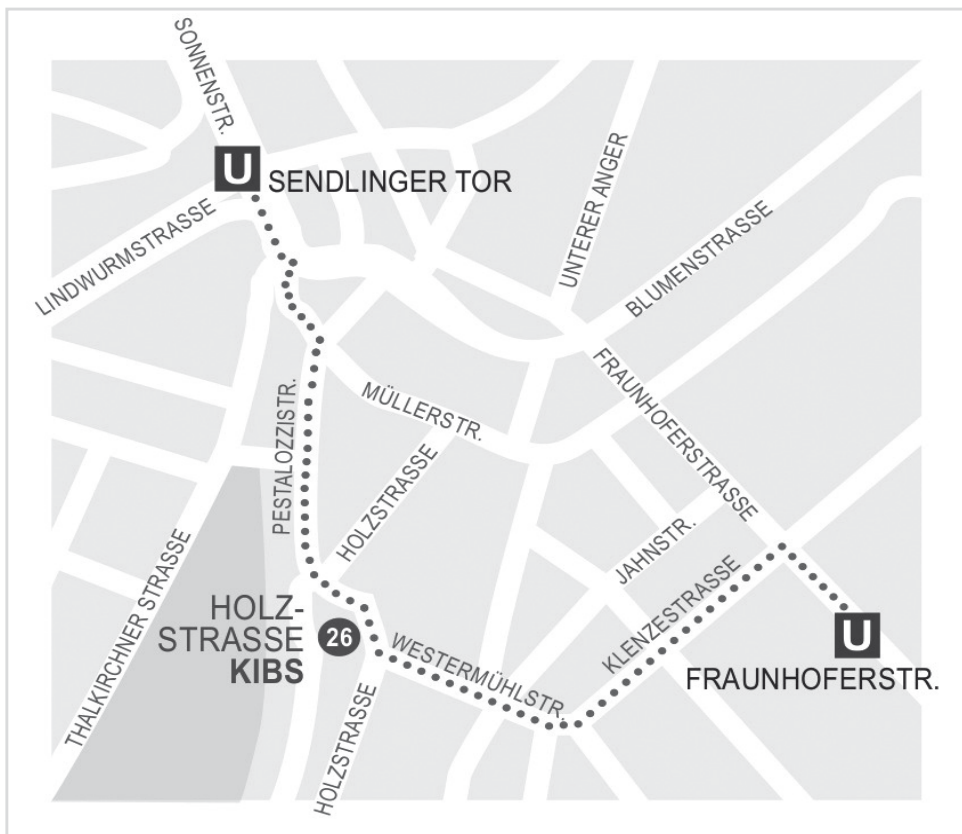 SONNENSTR.
U
SENDLINGER TOR
LINDWURMSTRASSE
UNTERER ANGER
BLUMENSTRASSE
FRAUNHOFERSTRASSE
PESTALOZZISTR.
MÜLLERSTR.
HOLZSTRASSE
JAHNSTR.
KLENZESTRASSE
THALKIRCHNER STRASSE
HOLZ-
STRASSE
KIBS
26
WESTERMÜHLSTR.
HOLZSTRASSE
U
FRAUNHOFERSTR.